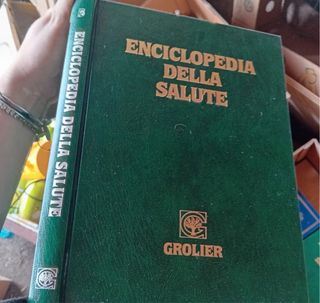 ENCICLOPEDIA
DELLA
SALUTE
GROLIER
ENCICLOPEDIA DELLA SALUTE